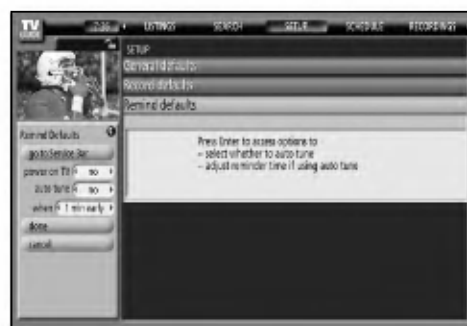 TV GUIDE LISTINGS SEARCH SETUP SCHEDULE RECORDINGS
SETUP
General defaults
Record defaults
Remind defaults
Remind Defaults
go to Service Bar
power on TV no
auto tune no
when 1 min early
done
cancel
Press Enter to access options to
– select whether to auto tune
– adjust reminder time if using auto tune